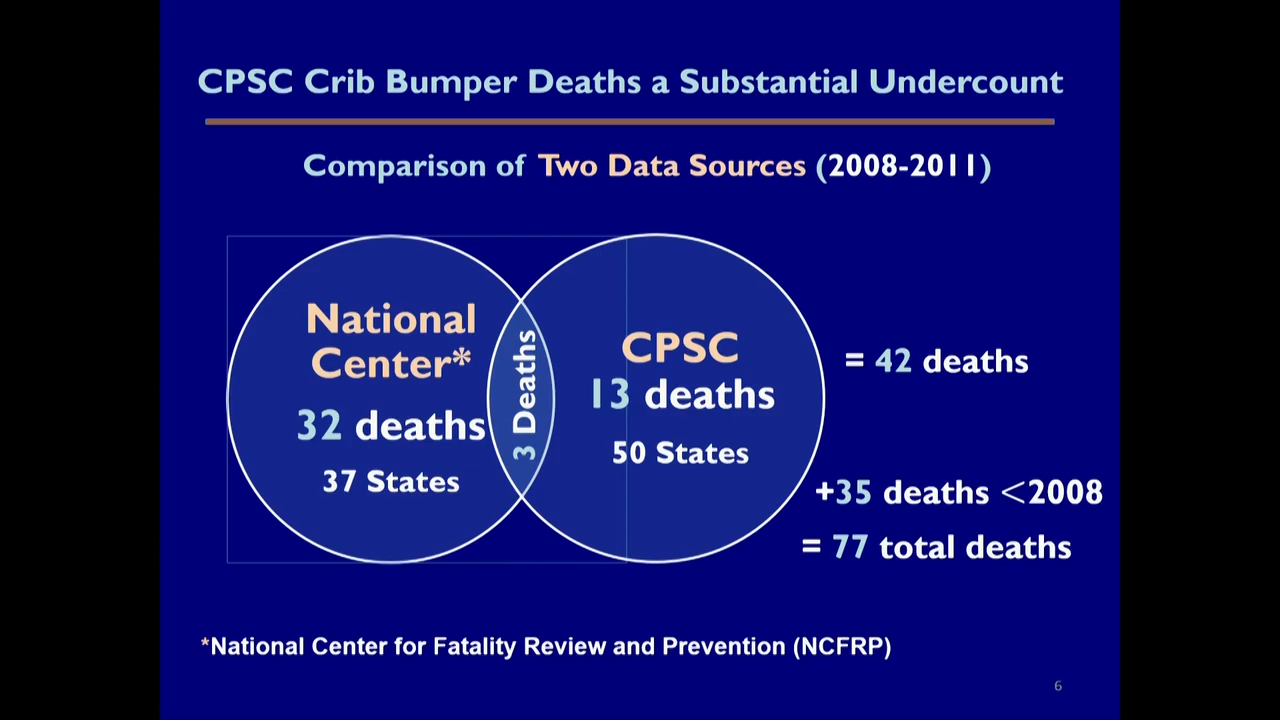 CPSC Crib Bumper Deaths a Substantial Undercount
Comparison of Two Data Sources (2008-2011)
National
Center*
32 deaths
37 States
3 Deaths
CPSC
13 deaths
50 States
= 42 deaths
+35 deaths <2008
= 77 total deaths
*National Center for Fatality Review and Prevention (NCFRP)
6